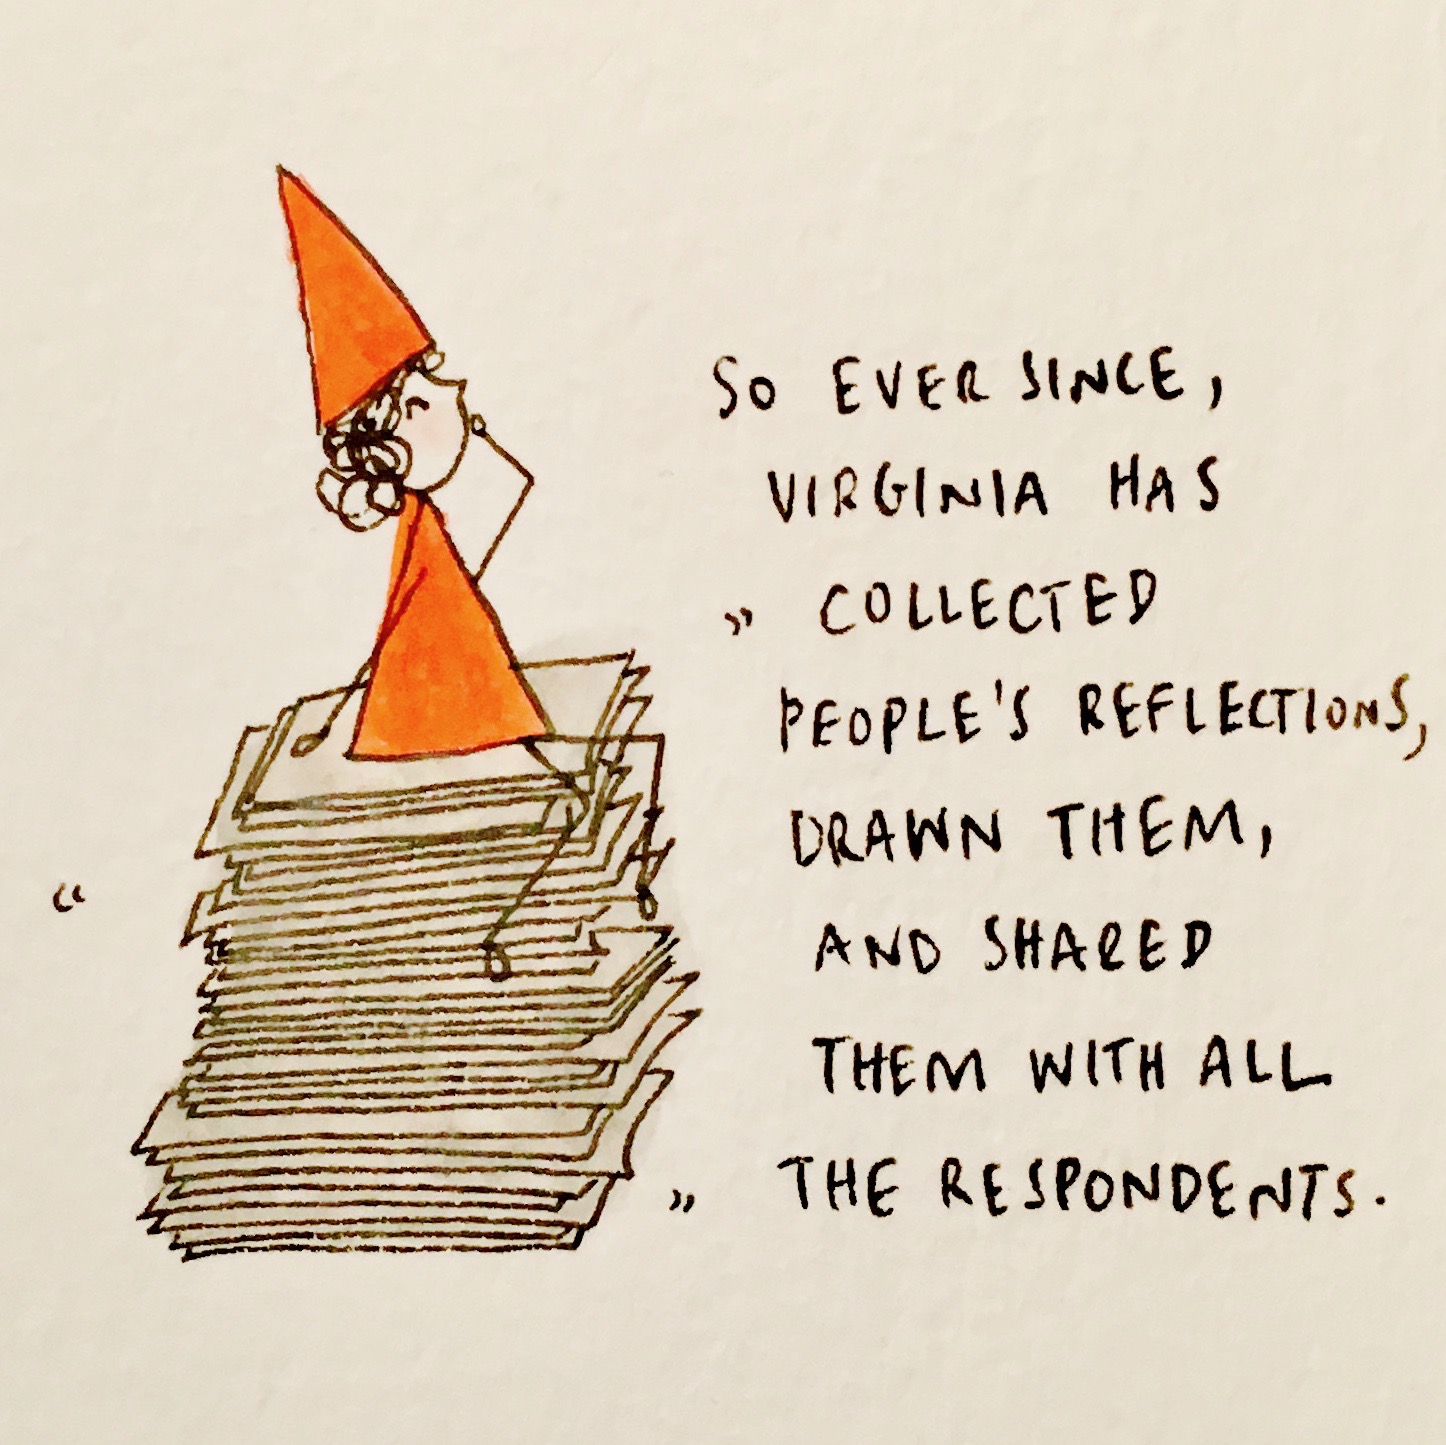 SO EVER SINCE,
VIRGINIA HAS
COLLECTED
PEOPLE'S REFLECTIONS,
DRAWN THEM,
AND SHARED
THEM WITH ALL
THE RESPONDENTS.